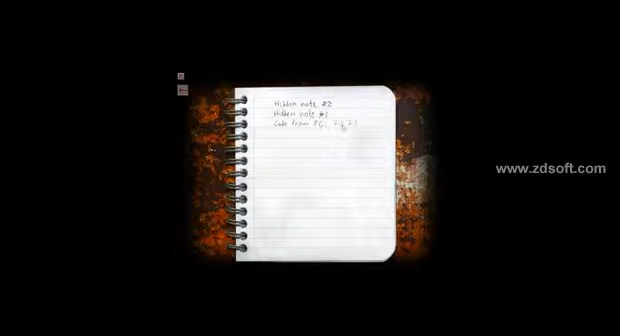 Hidden note #2
Hidden note #1
Code from PC:
www.zdsoft.com